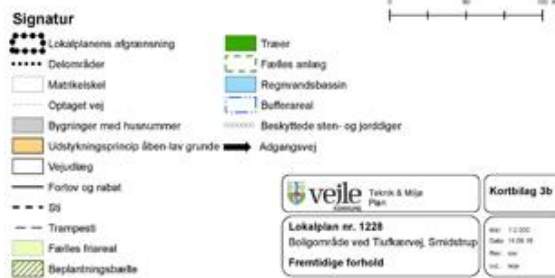 Signatur
Lokalplanens afgrænsning
Delområder
Matrikelskel
Optaget vej
Bygninger med husnummer
Udstykningsprincip åben-lav grunde
Vejudlæg
Fortov og rabat
Sti
Trampesti
Fælles friareal
Beplantningsbælte
Træer
Fælles anlæg
Regnvandsbassin
Bufferareal
Beskyttede sten- og jorddiger
Adgangsvej
vejle
KOMMUNE
Teknik & Miljø
Plan
Kortbilag 3b
Lokalplan nr. 1228
Boligområde ved Tiufkærvej, Smidstrup
Fremtidige forhold